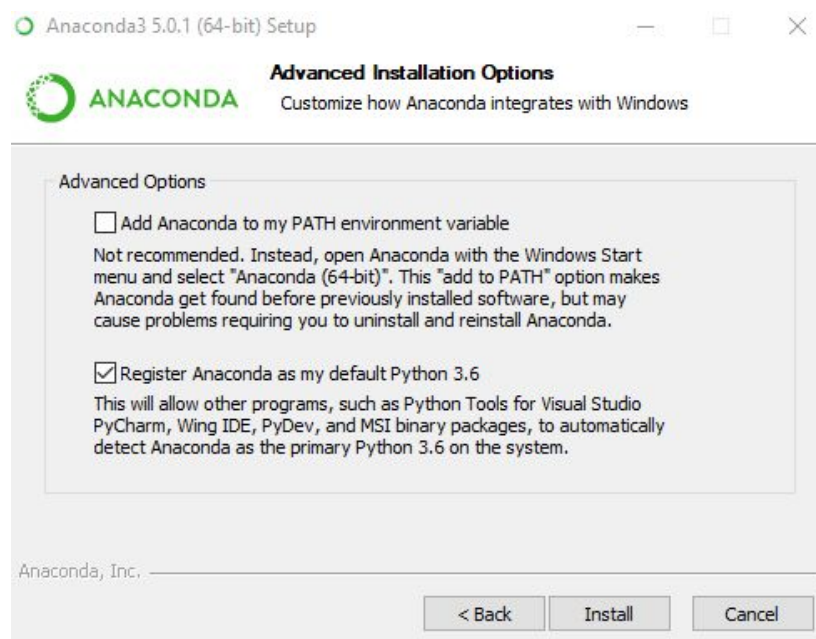 Anaconda3 5.0.1 (64-bit) Setup
ANACONDA
Advanced Installation Options
Customize how Anaconda integrates with Windows
Advanced Options
Add Anaconda to my PATH environment variable
Not recommended. Instead, open Anaconda with the Windows Start
menu and select "Anaconda (64-bit)". This "add to PATH" option makes
Anaconda get found before previously installed software, but may
cause problems requiring you to uninstall and reinstall Anaconda.
Register Anaconda as my default Python 3.6
This will allow other programs, such as Python Tools for Visual Studio
PyCharm, Wing IDE, PyDev, and MSI binary packages, to automatically
detect Anaconda as the primary Python 3.6 on the system.
Anaconda, Inc.
< Back
Install
Cancel